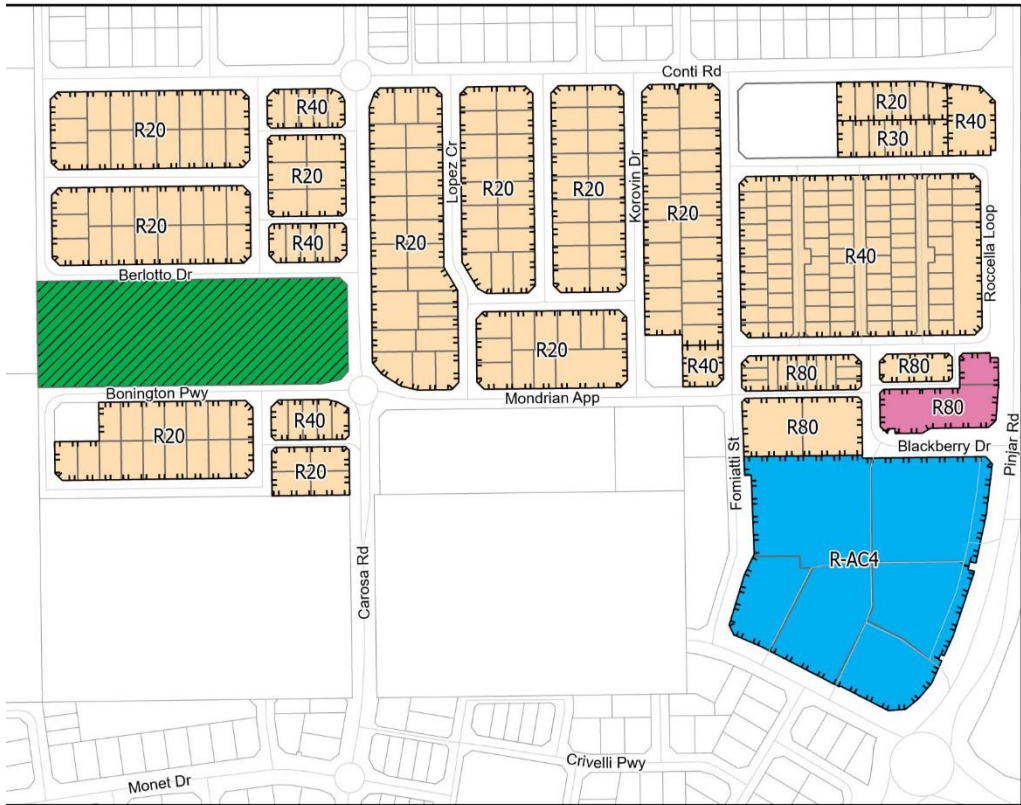 Conti Rd
R20
R40
R20
R30
R40
R20
Lopez Cr
R20
R20
Korovin Dr
R20
R20
R40
R20
R40
Roccella Loop
Berlotto Dr
R20
R40
R80
R80
Bonington Pwy
Mondrian App
R20
R40
R80
R80
Blackberry Dr
Pinjar Rd
Fomiatti St
R20
Carosa Rd
R-AC4
Monet Dr
Crivelli Pwy